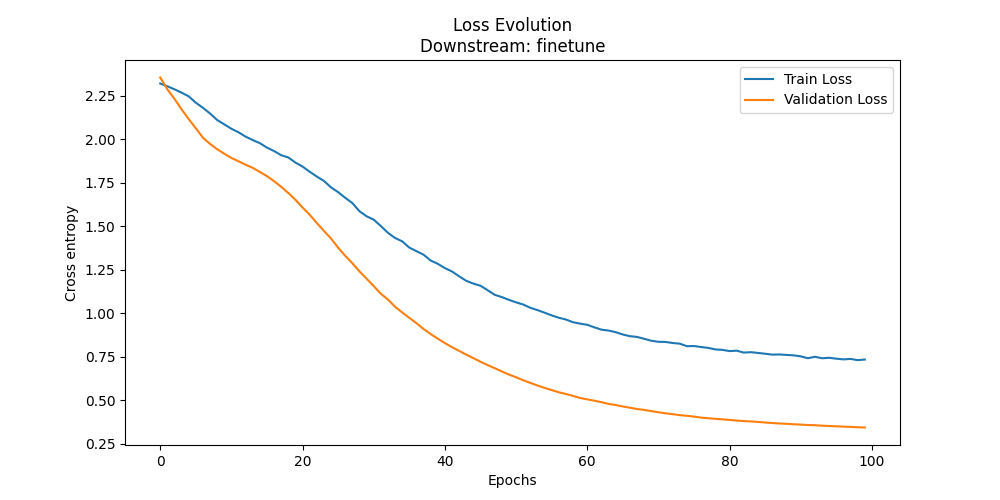 Loss Evolution
Downstream: finetune
Train Loss
Validation Loss
2.25
2.00
1.75
1.50
1.25
1.00
0.75
0.50
0.25
Cross entropy
0 20 40 60 80 100
Epochs